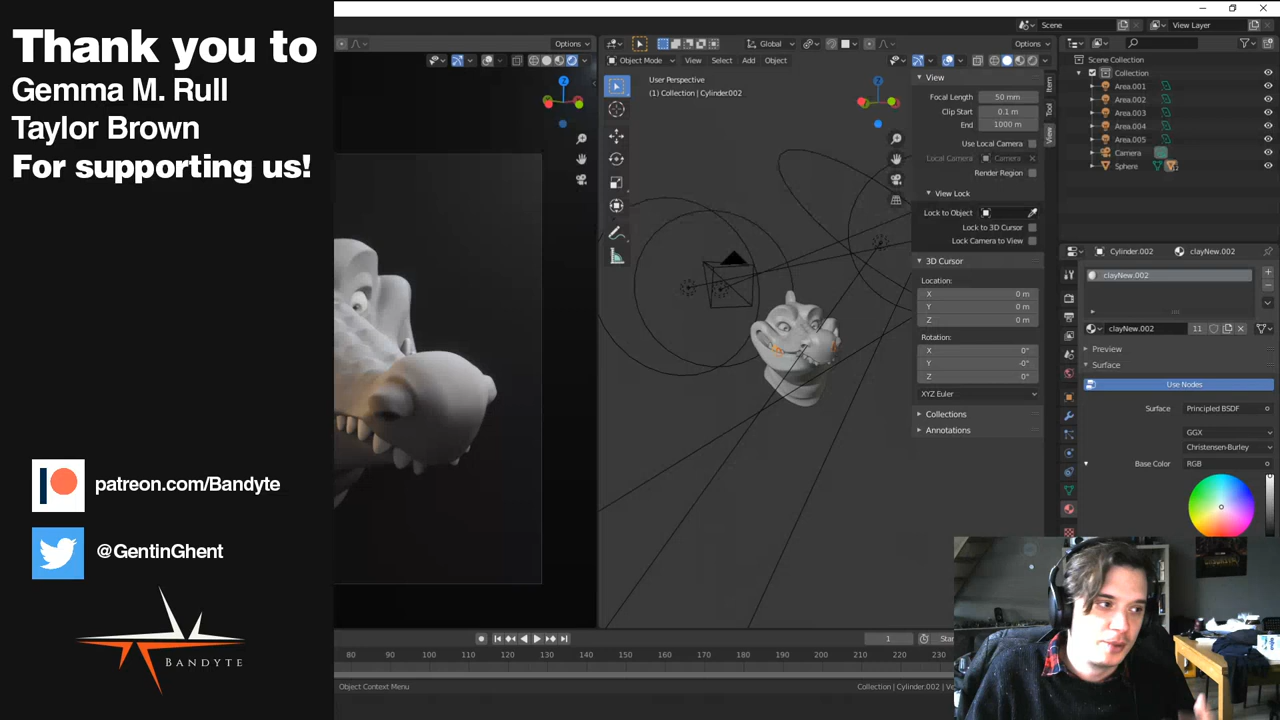 Thank you to
Gemma M. Rull
Taylor Brown
For supporting us!
patreon.com/Bandyte
@GentinGhent
BANDYTE
Options
Object Mode
View
Select
Add
Object
Global
Options
User Perspective
(1) Collection | Cylinder.002
View
Focal Length
50 mm
Clip Start
0.1 m
End
1000 m
Use Local Camera
Local Camera
Camera
Render Region
View Lock
Lock to Object
Lock to 3D Cursor
Lock Camera to View
3D Cursor
Location:
X 0 m
Y 0 m
Z 0 m
Rotation:
X 0°
Y -0°
Z 0°
XYZ Euler
Collections
Annotations
Item
Tool
View
Scene
View Layer
Scene Collection
Collection
Area.001
Area.002
Area.003
Area.004
Area.005
Camera
Sphere
Cylinder.002
clayNew.002
clayNew.002
clayNew.002
11
Preview
Surface
Use Nodes
Surface
Principled BSDF
GGX
Christensen-Burley
Base Color
RGB
1
80
90
100
110
120
130
140
150
160
170
180
190
200
210
220
230
Object Context Menu
Collection | Cylinder.002